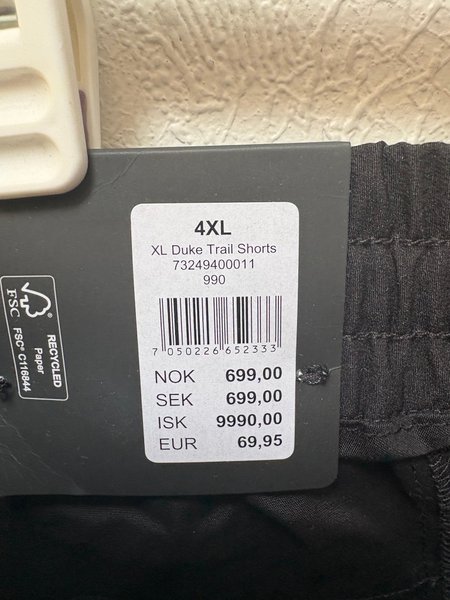 4XL
XL Duke Trail Shorts
73249400011
990
7 050226 652333
NOK 699,00
SEK 699,00
ISK 9990,00
EUR 69,95
FSC
FSC® C116844
RECYCLED
Paper